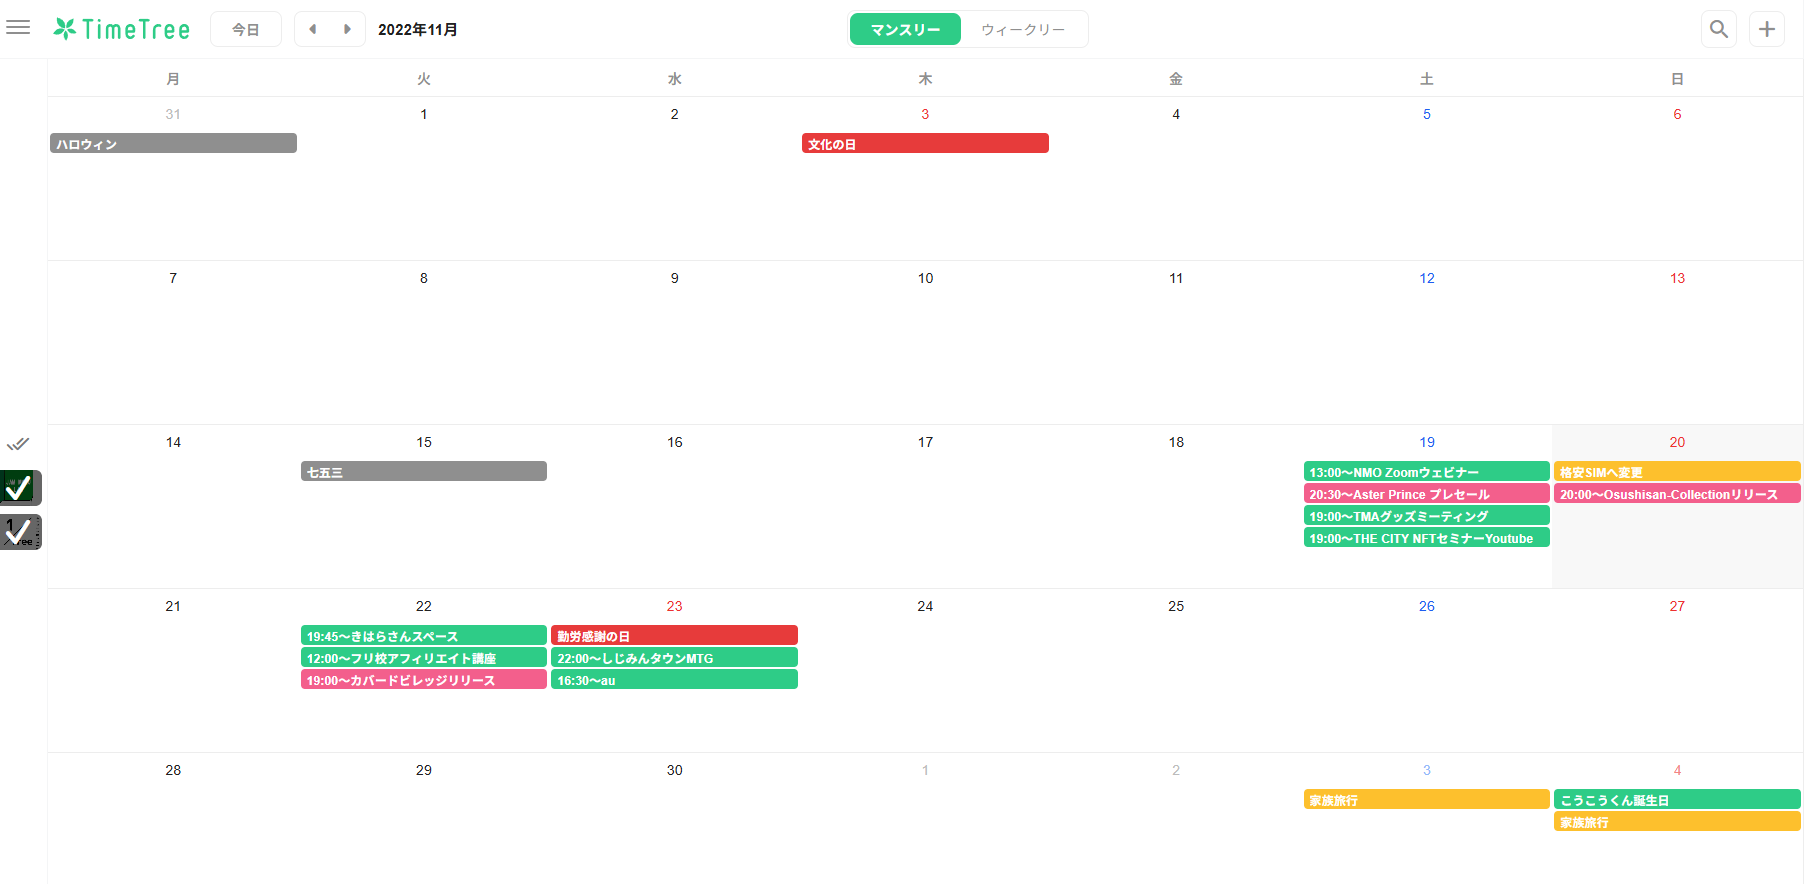 TimeTree 今日 2022年11月 マンスリー ウィークリー
月 火 水 木 金 土 日
31 1 2 3 4 5 6
ハロウィン 文化の日
7 8 9 10 11 12 13
14 15 16 17 18 19 20
七五三 13:00〜NMO Zoomウェビナー 格安SIMへ変更
20:30〜Aster Prince プレセール 20:00〜Osushisan-Collectionリリース
19:00〜TMAグッズミーティング
19:00〜THE CITY NFTセミナーYoutube
21 22 23 24 25 26 27
19:45〜きはらさんスペース 勤労感謝の日
12:00〜フリ校アフィリエイト講座 22:00〜しじみんタウンMTG
19:00〜カバードビレッジリリース 16:30〜au
28 29 30 1 2 3 4
家族旅行 こうこうくん誕生日
家族旅行